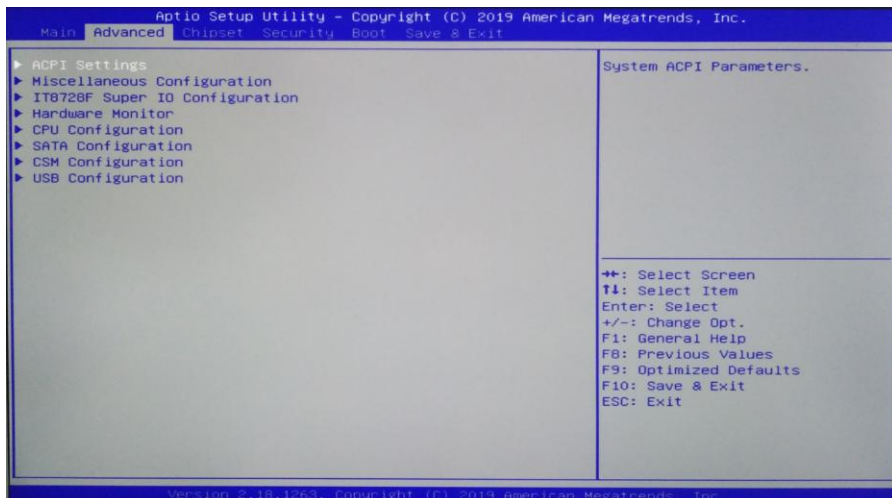 Aptio Setup Utility – Copyright (C) 2019 American Megatrends, Inc.
Main Advanced Chipset Security Boot Save & Exit
▶ ACPI Settings
▶ Miscellaneous Configuration
▶ IT8728F Super IO Configuration
▶ Hardware Monitor
▶ CPU Configuration
▶ SATA Configuration
▶ CSM Configuration
▶ USB Configuration
System ACPI Parameters.
→←: Select Screen
↑↓: Select Item
Enter: Select
+/-: Change Opt.
F1: General Help
F8: Previous Values
F9: Optimized Defaults
F10: Save & Exit
ESC: Exit
Version 2.18.1263. Copyright (C) 2019 American Megatrends, Inc.